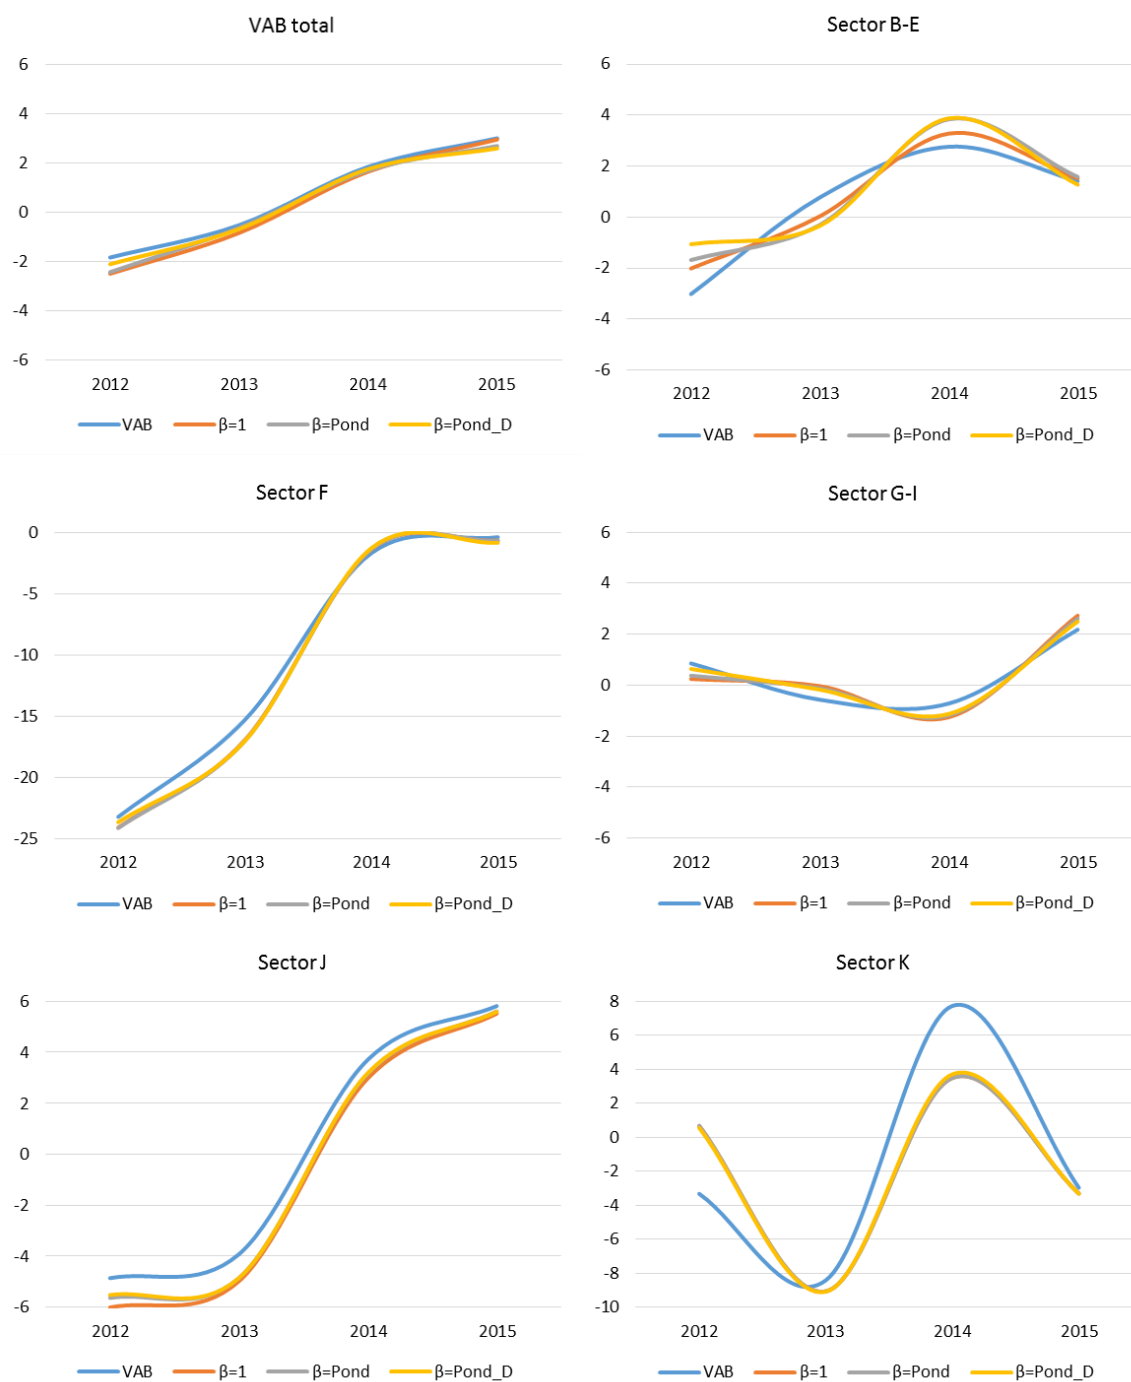 VAB total
6
4
2
0
-2
-4
-6
2012 2013 2014 2015
VAB β=1 β=Pond β=Pond_D
Sector B-E
6
4
2
0
-2
-4
-6
2012 2013 2014 2015
VAB β=1 β=Pond β=Pond_D
Sector F
0
-5
-10
-15
-20
-25
2012 2013 2014 2015
VAB β=1 β=Pond β=Pond_D
Sector G-I
6
4
2
0
-2
-4
-6
2012 2013 2014 2015
VAB β=1 β=Pond β=Pond_D
Sector J
6
4
2
0
-2
-4
-6
2012 2013 2014 2015
VAB β=1 β=Pond β=Pond_D
Sector K
8
6
4
2
0
-2
-4
-6
-8
-10
2012 2013 2014 2015
VAB β=1 β=Pond β=Pond_D